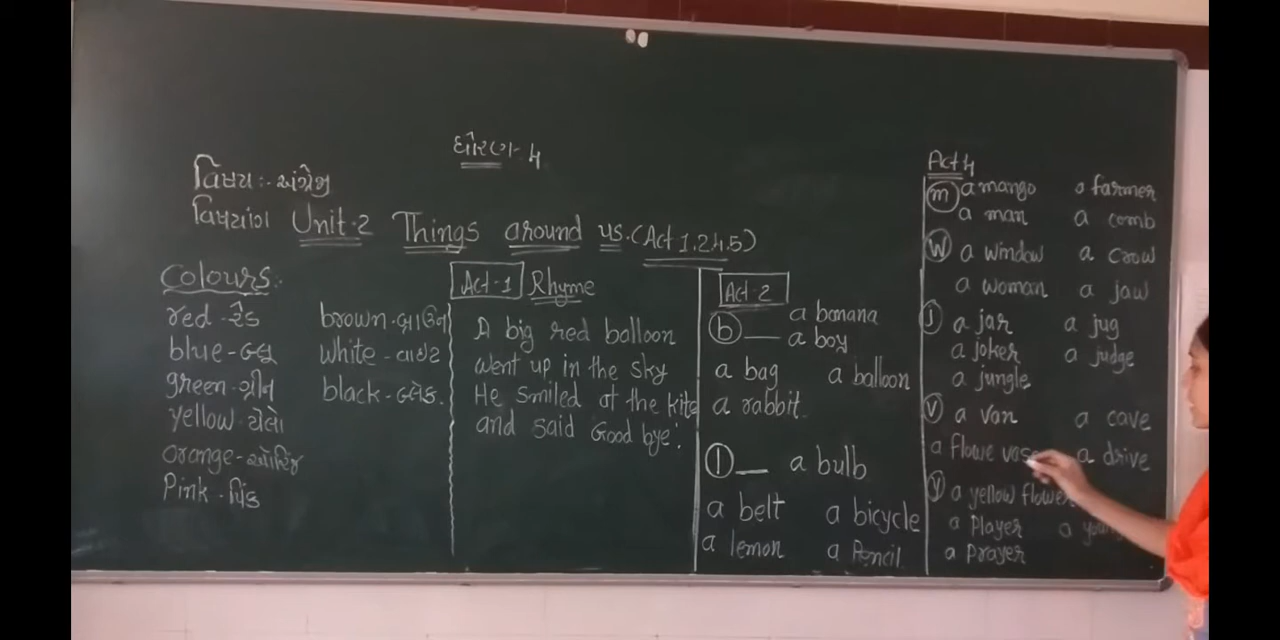 ધોરણ- 4
વિષય:- અંગ્રેજી
વિષયાંગ Unit-2 Things around us.(Act 1.2.4.5)
Colours:-
red - રેડ
blue - બ્લુ
green - ગ્રીન
yellow - યેલો
orange - ઓરેંજ
Pink - પિંક
brown - બ્રાઉન
white - વાઇટ
black - બ્લેક.
Act-1 Rhyme
A big red balloon
went up in the sky
He smiled at the kite
and said Good bye!
Act-2
a banana
b — a boy
a bag a balloon
a rabbit
l — a bulb
a belt a bicycle
a lemon a Pencil
Act 4
m a mango a farmer
a man a comb
w a window a crow
a woman a jaw
j a jar a jug
a joker a judge
a jungle
v a van a cave
a flowe vase a drive
y a yellow flower
a Player a
a Prayer